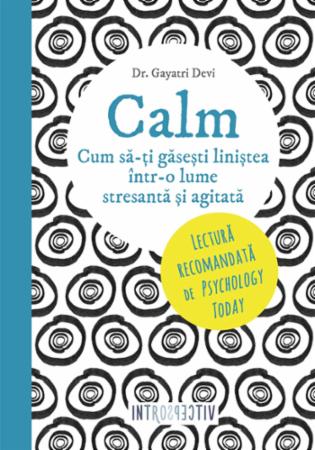 Dr. Gayatri Devi
Calm
Cum să-ți găsești liniștea
într-o lume
stresantă și agitată
LECTURĂ
RECOMANDATĂ
DE PSYCHOLOGY
TODAY
INTROSPECTIV